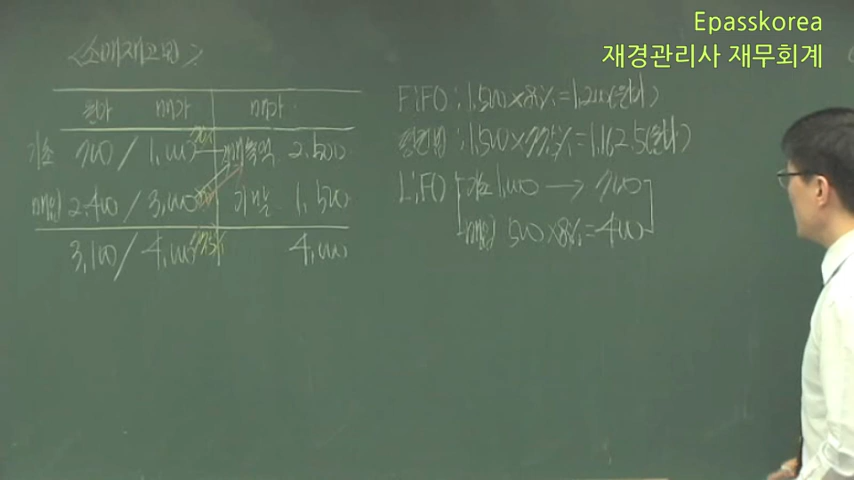 Epasskorea
재경관리사 재무회계
<소매재고법>
원가 매가 매가
기초 700 / 1,000 매출액 2,500
매입 2,400 / 3,000 기말 1,500
3,100 / 4,000 77.5% 4,000
FIFO : 1,500 × 80% = 1,200(원가)
평균법 : 1,500 × 77.5% = 1,162.5(원가)
LIFO 기초 1,000 → 700
매입 500 × 80% = 400